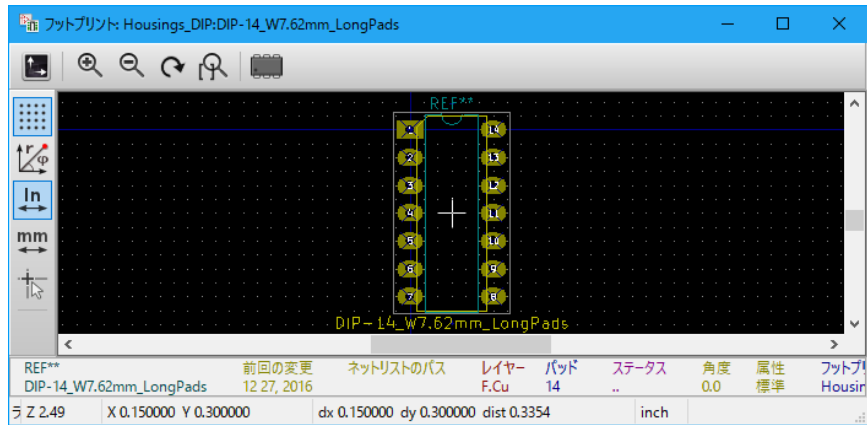 フットプリント: Housings_DIP:DIP-14_W7.62mm_LongPads
In
mm
REF**
1 14
2 13
3 12
4 11
5 10
6 9
7 8
DIP-14_W7.62mm_LongPads
REF** 前回の変更 ネットリストのパス レイヤー パッド ステータス 角度 属性 フットプリ
DIP-14_W7.62mm_LongPads 12 27, 2016 F.Cu 14 .. 0.0 標準 Housin
Z 2.49 X 0.150000 Y 0.300000 dx 0.150000 dy 0.300000 dist 0.3354 inch